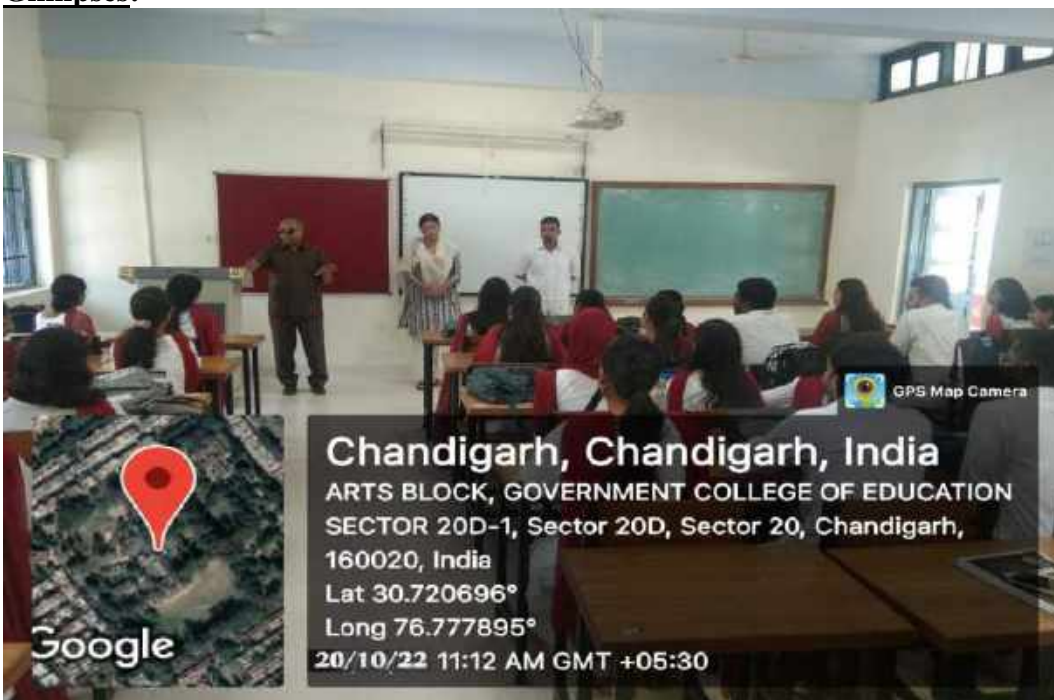 Glimpses:
GPS Map Camera
Chandigarh, Chandigarh, India
ARTS BLOCK, GOVERNMENT COLLEGE OF EDUCATION
SECTOR 20D-1, Sector 20D, Sector 20, Chandigarh,
160020, India
Lat 30.720696°
Long 76.777895°
20/10/22 11:12 AM GMT +05:30
Google